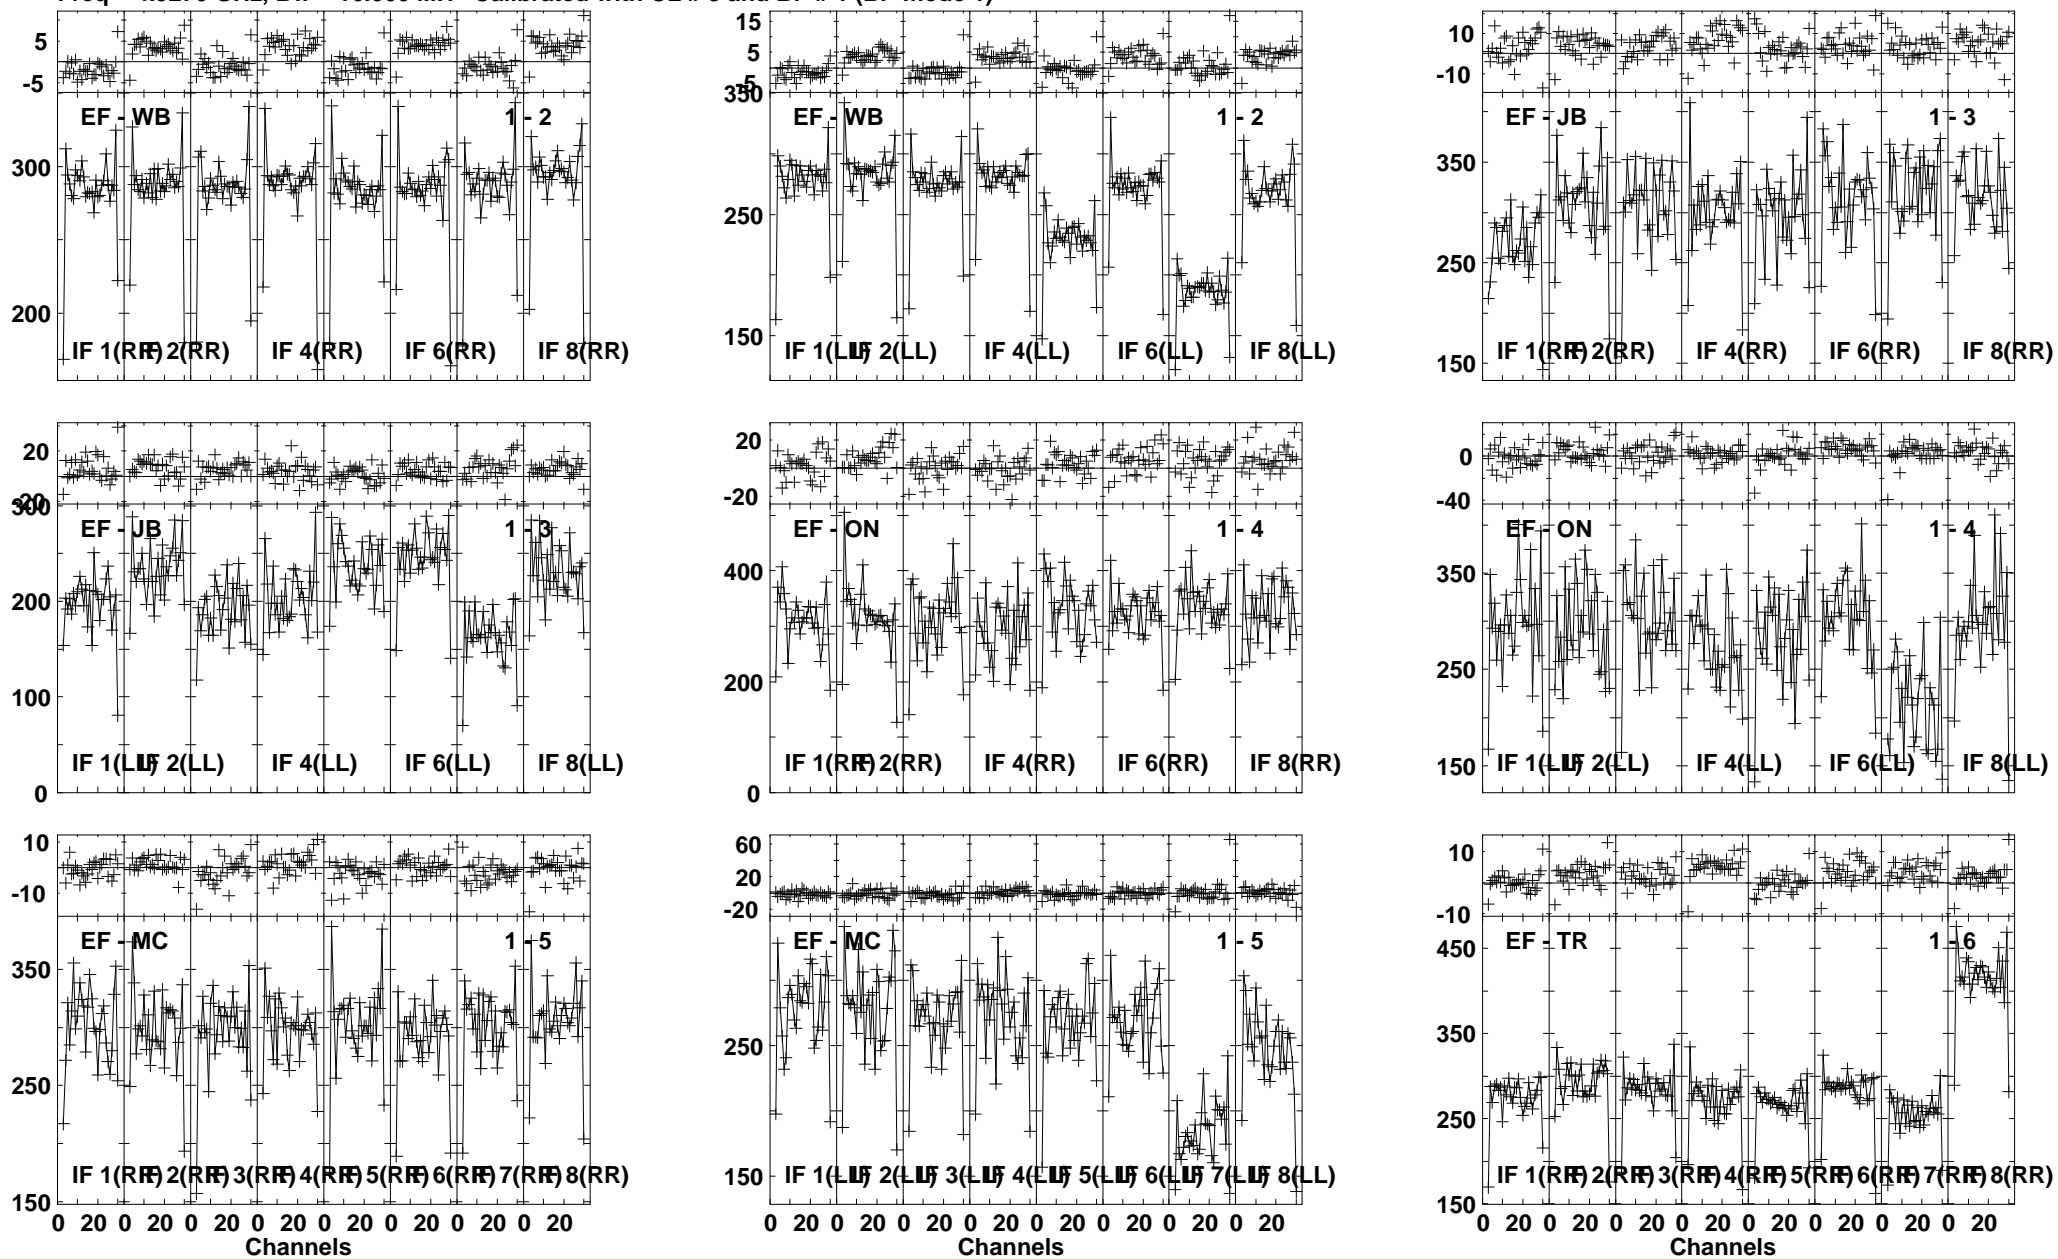 Freq GHz, Calibrated with CL # and BP # 1 (BP mode 1)
5
-5
EF - WB 1 - 2
300
200
IF 1(RR) IF 2(RR) IF 4(RR) IF 6(RR) IF 8(RR)
15
5
-5
350
EF - WB 1 - 2
250
150
IF 1(LL) IF 2(LL) IF 4(LL) IF 6(LL) IF 8(LL)
10
-10
EF - JB 1 - 3
350
250
150
IF 1(RR) IF 2(RR) IF 4(RR) IF 6(RR) IF 8(RR)
20
-20
300
EF - JB 1 - 3
200
100
0
IF 1(LL) IF 2(LL) IF 4(LL) IF 6(LL) IF 8(LL)
20
-20
EF - ON 1 - 4
400
200
0
IF 1(RR) IF 2(RR) IF 4(RR) IF 6(RR) IF 8(RR)
0
-40
EF - ON 1 - 4
350
250
150
IF 1(LL) IF 2(LL) IF 4(LL) IF 6(LL) IF 8(LL)
10
-10
EF - MC 1 - 5
350
250
150
IF 1(RR) IF 2(RR) IF 3(RR) IF 4(RR) IF 5(RR) IF 6(RR) IF 7(RR) IF 8(RR)
0 20 0 20 0 20 0 20 0 20 0 20 0 20 0 20
Channels
60
20
-20
EF - MC 1 - 5
250
150
IF 1(LL) IF 2(LL) IF 3(LL) IF 4(LL) IF 5(LL) IF 6(LL) IF 7(LL) IF 8(LL)
0 20 0 20 0 20 0 20 0 20 0 20 0 20 0 20
Channels
10
-10
EF - TR 1 - 6
450
350
250
150
IF 1(RR) IF 2(RR) IF 3(RR) IF 4(RR) IF 5(RR) IF 6(RR) IF 7(RR) IF 8(RR)
0 20 0 20 0 20 0 20 0 20 0 20 0 20 0 20
Channels